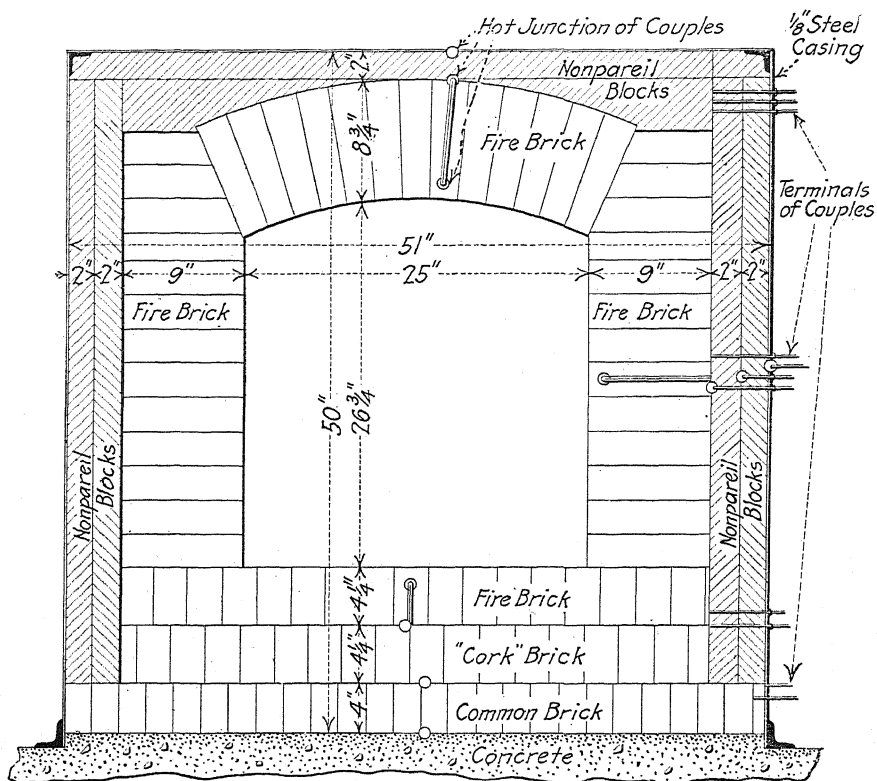 Hot Junction of Couples
1/8" Steel
Casing
2"
Nonpareil
Blocks
8 3/4"
Fire Brick
Terminals
of Couples
51"
2" 2" 9" 25" 9" 2" 2"
Fire Brick
Fire Brick
50"
26 3/4"
Nonpareil
Blocks
Nonpareil
Blocks
4 1/4"
Fire Brick
4 1/4"
"Cork" Brick
4"
Common Brick
Concrete